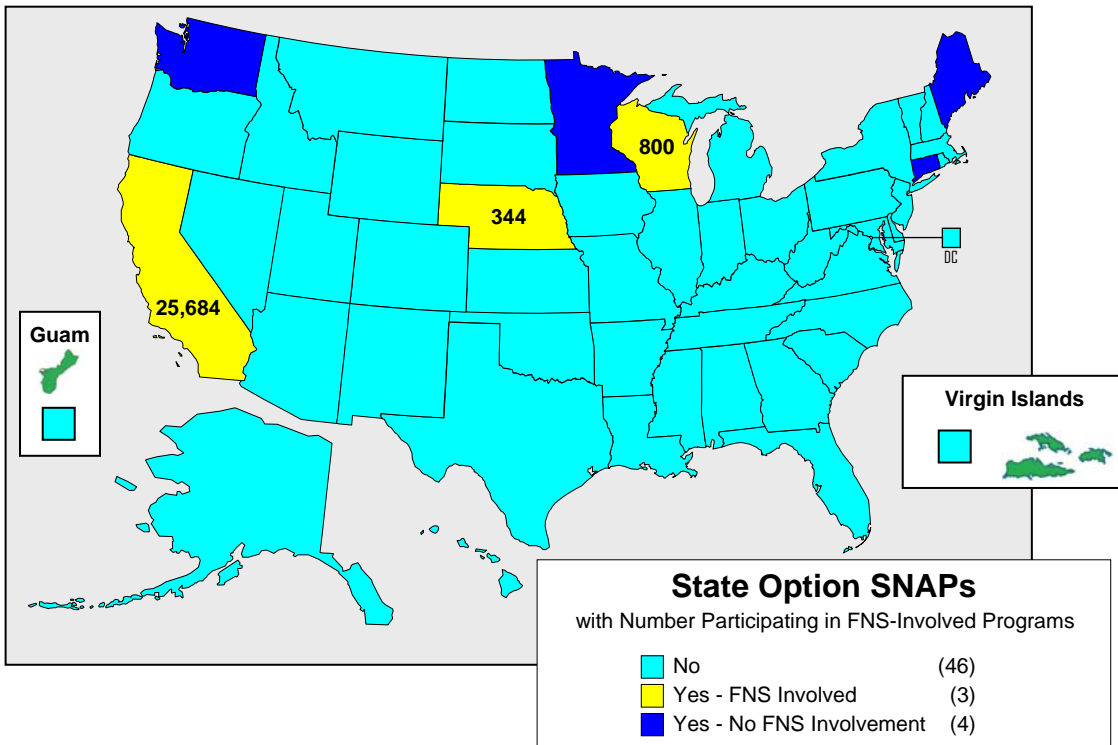 800
344
DC
25,684
Guam
Virgin Islands
State Option SNAPs
with Number Participating in FNS-Involved Programs
No (46)
Yes - FNS Involved (3)
Yes - No FNS Involvement (4)